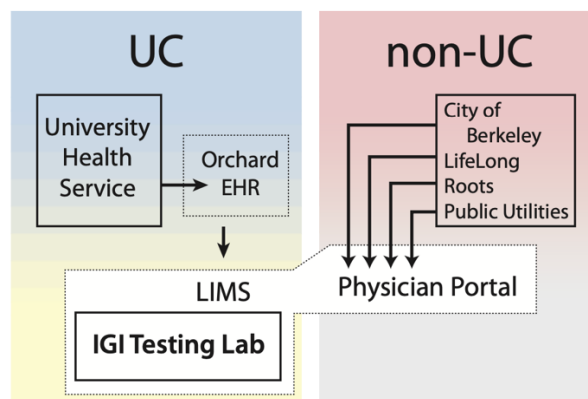 UC
non-UC
University
Health
Service
Orchard
EHR
City of
Berkeley
LifeLong
Roots
Public Utilities
LIMS
Physician Portal
IGI Testing Lab